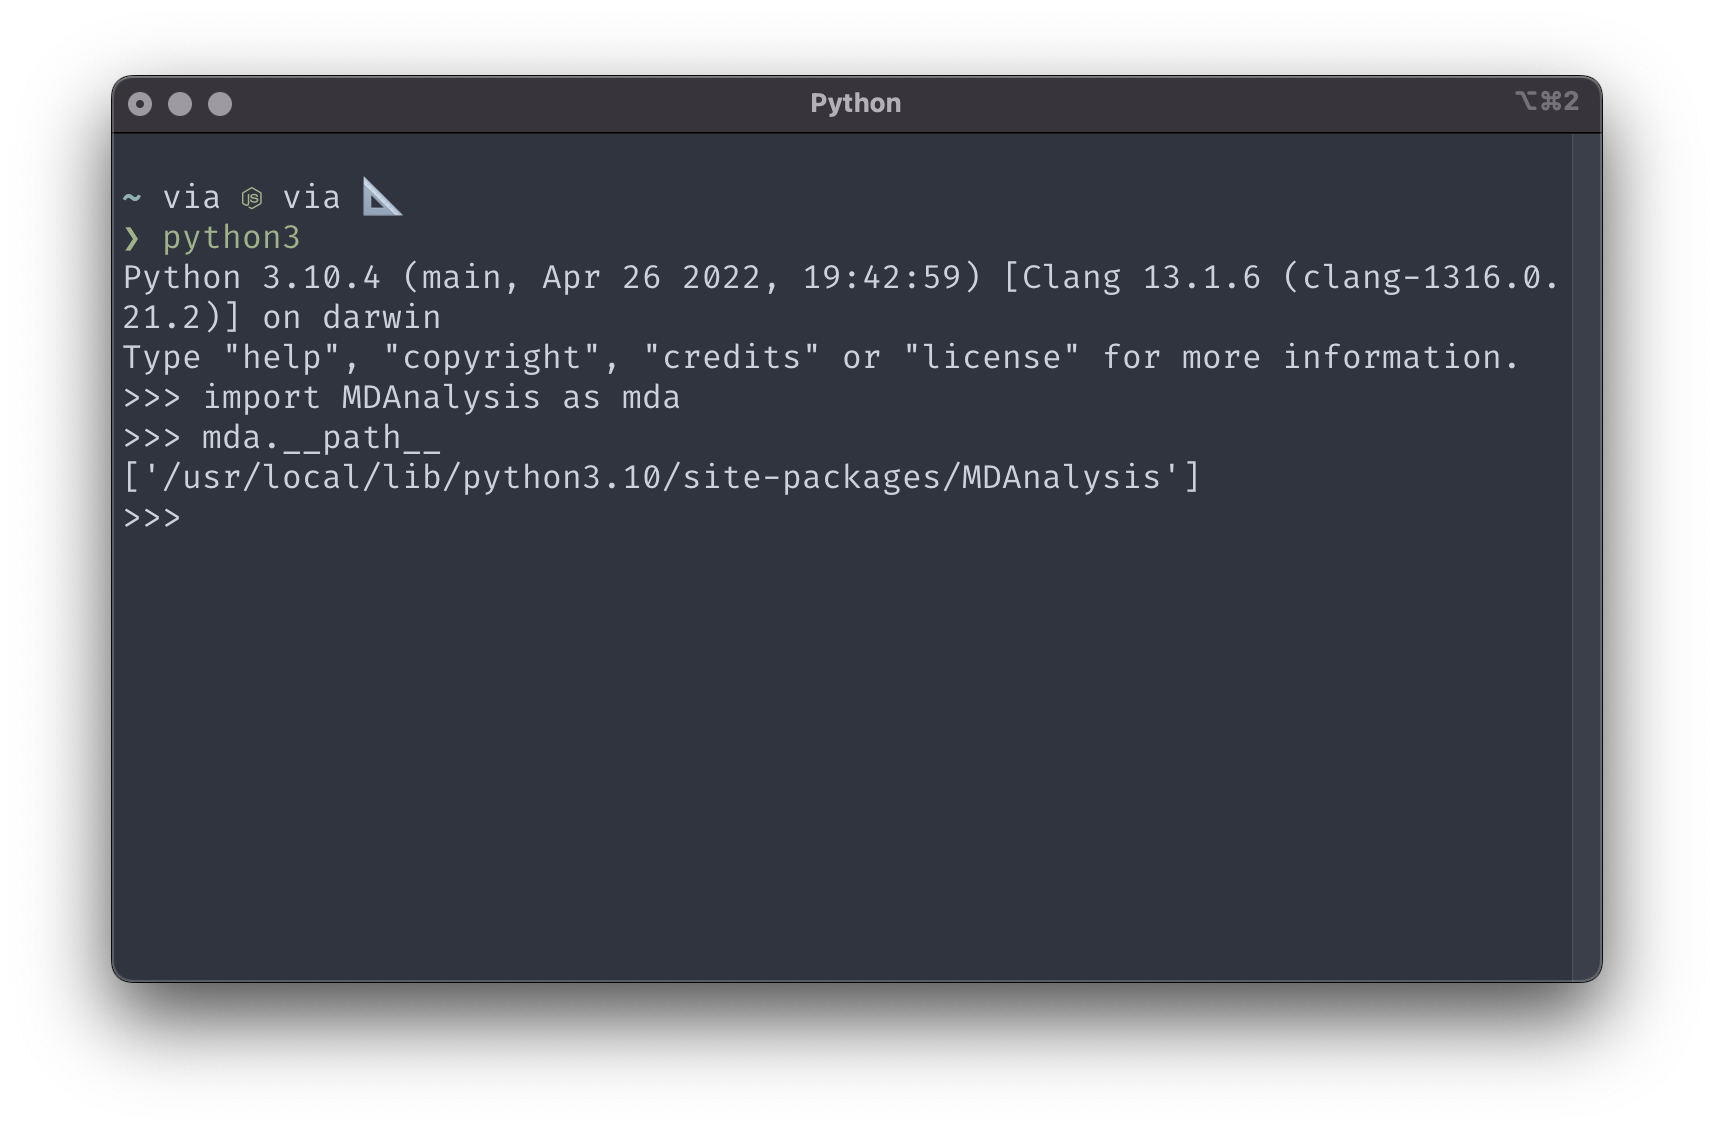 Python
⌥⌘2
~ via via
❯ python3
Python 3.10.4 (main, Apr 26 2022, 19:42:59) [Clang 13.1.6 (clang-1316.0.
21.2)] on darwin
Type "help", "copyright", "credits" or "license" for more information.
>>> import MDAnalysis as mda
>>> mda.__path__
['/usr/local/lib/python3.10/site-packages/MDAnalysis']
>>>